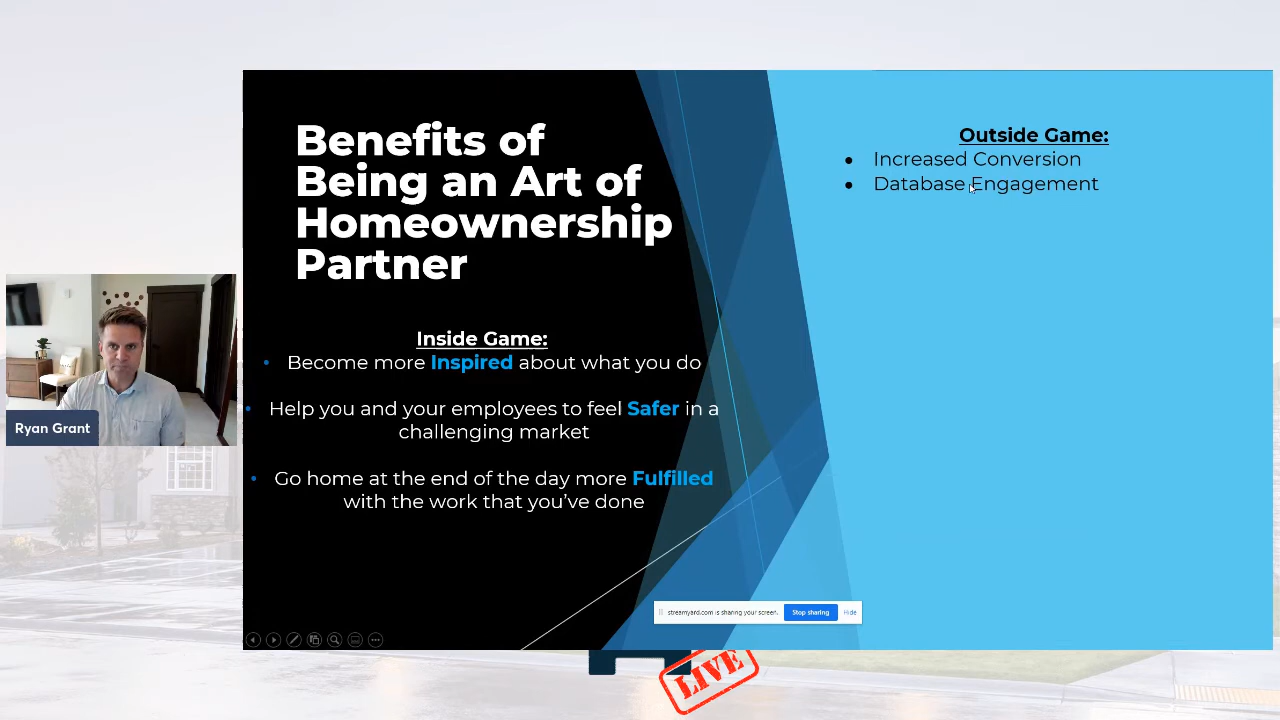 Benefits of
Being an Art of
Homeownership
Partner
Inside Game:
• Become more Inspired about what you do
• Help you and your employees to feel Safer in a
challenging market
• Go home at the end of the day more Fulfilled
with the work that you’ve done
Outside Game:
● Increased Conversion
● Database Engagement
Ryan Grant
streamyard.com is sharing your screen.
Stop sharing
Hide
LIVE